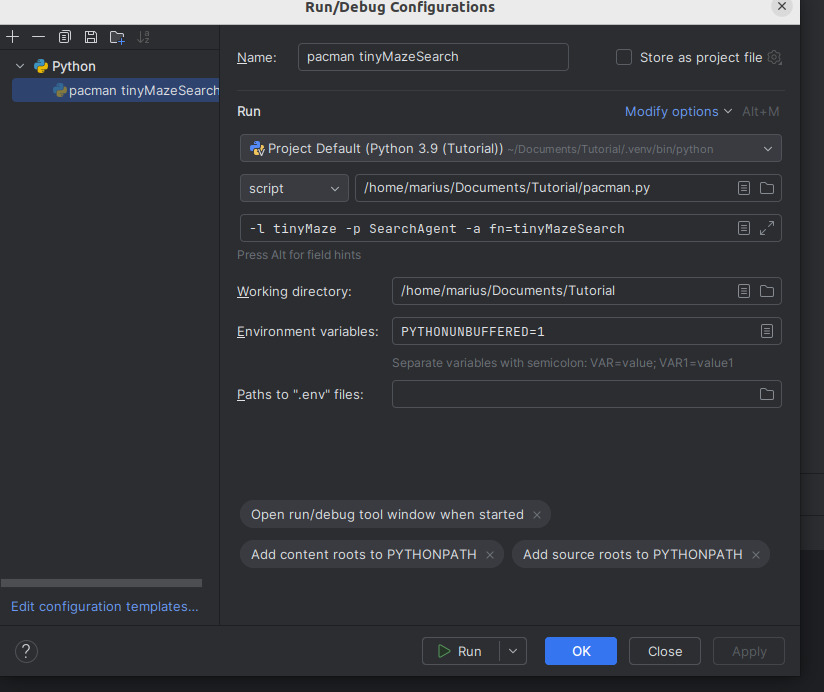 Run/Debug Configurations
Python
pacman tinyMazeSearch
Name: pacman tinyMazeSearch Store as project file
Run Modify options Alt+M
Project Default (Python 3.9 (Tutorial)) ~/Documents/Tutorial/.venv/bin/python
script /home/marius/Documents/Tutorial/pacman.py
-l tinyMaze -p SearchAgent -a fn=tinyMazeSearch
Press Alt for field hints
Working directory: /home/marius/Documents/Tutorial
Environment variables: PYTHONUNBUFFERED=1
Separate variables with semicolon: VAR=value; VAR1=value1
Paths to ".env" files:
Open run/debug tool window when started ×
Add content roots to PYTHONPATH × Add source roots to PYTHONPATH ×
Edit configuration templates...
? Run OK Close Apply